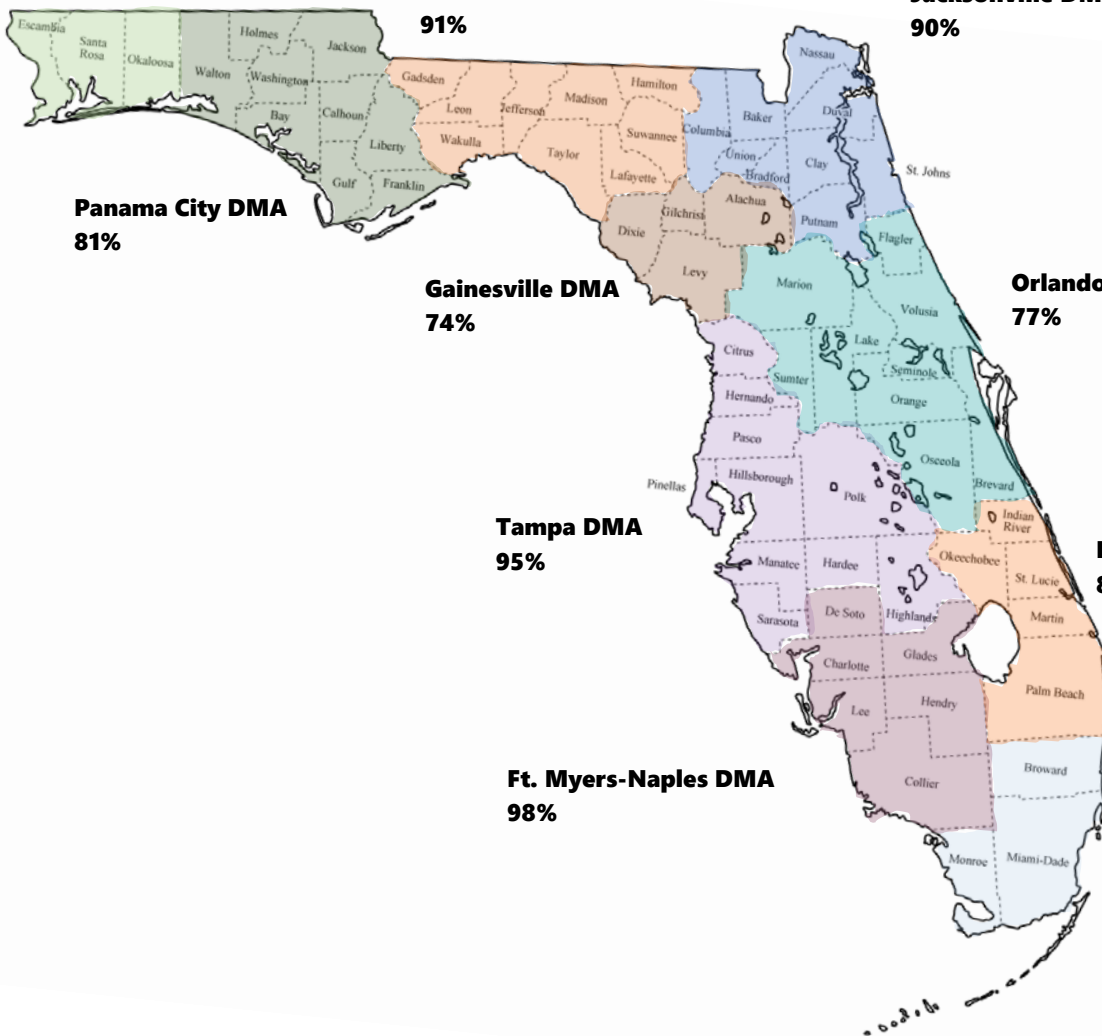 Jacksonville DM
91%
90%
Escambia
Santa
Rosa
Okaloosa
Holmes
Jackson
Walton
Washington
Bay
Calhoun
Liberty
Gulf
Franklin
Gadsden
Leon
Jefferson
Madison
Hamilton
Wakulla
Taylor
Suwannee
Lafayette
Nassau
Baker
Duval
Columbia
Union
Clay
Bradford
St. Johns
Putnam
Panama City DMA
81%
Alachua
Gilchrist
Dixie
Levy
Flagler
Gainesville DMA
74%
Marion
Volusia
Orlando
77%
Lake
Seminole
Citrus
Sumter
Orange
Hernando
Pasco
Osceola
Hillsborough
Pinellas
Polk
Brevard
Tampa DMA
95%
Indian
River
Okeechobee
Manatee
Hardee
St. Lucie
De Soto
Highlands
Martin
Sarasota
Charlotte
Glades
Palm Beach
Lee
Hendry
Ft. Myers-Naples DMA
98%
Collier
Broward
Monroe
Miami-Dade